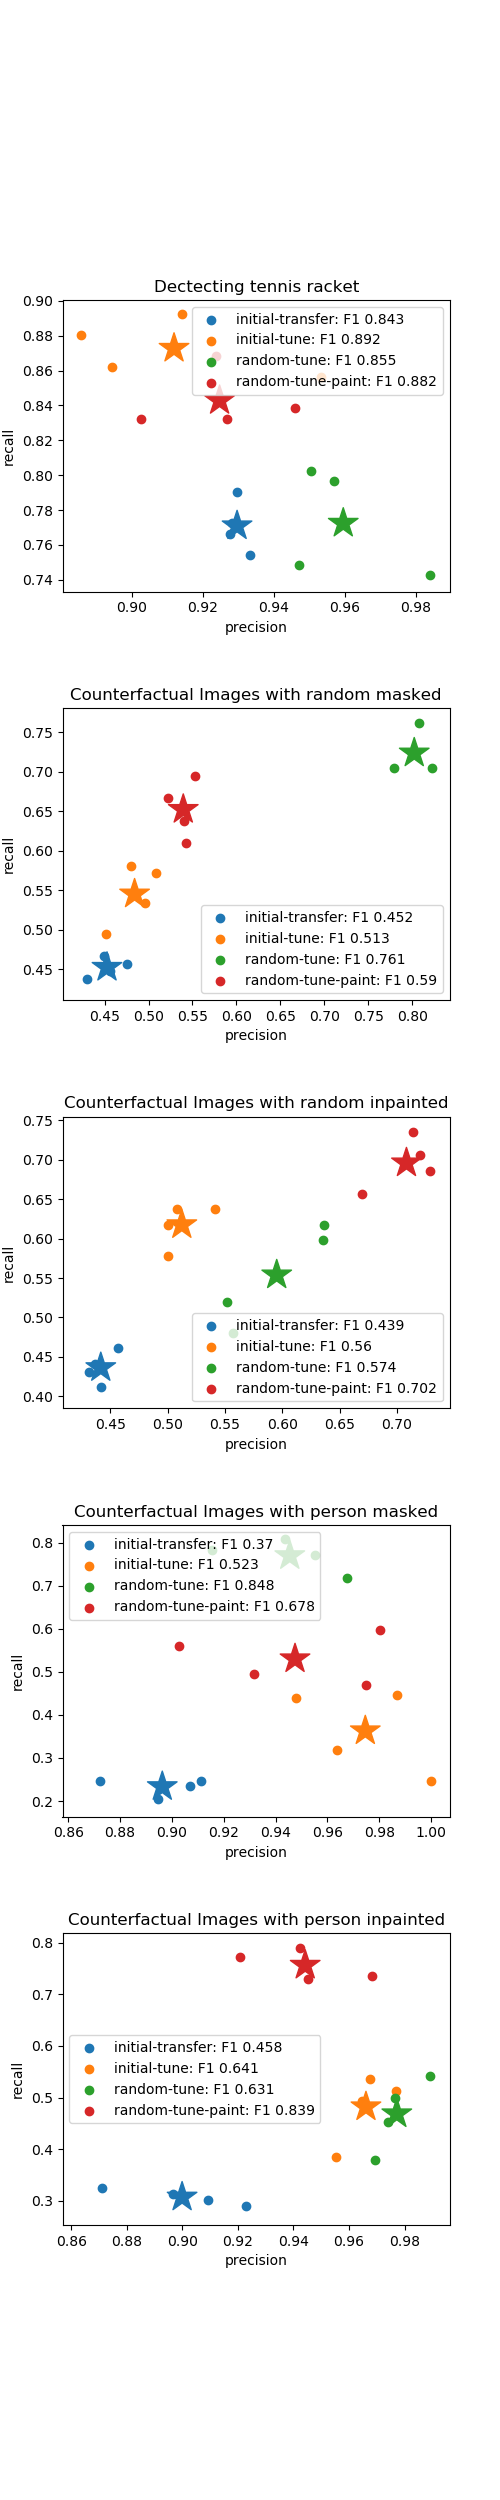 Dectecting tennis racket
0.90
0.88
0.86
0.84
0.82
0.80
0.78
0.76
0.74
recall
initial-transfer: F1 0.843
initial-tune: F1 0.892
random-tune: F1 0.855
random-tune-paint: F1 0.882
0.90 0.92 0.94 0.96 0.98
precision
Counterfactual Images with random masked
0.75
0.70
0.65
0.60
0.55
0.50
0.45
recall
initial-transfer: F1 0.452
initial-tune: F1 0.513
random-tune: F1 0.761
random-tune-paint: F1 0.59
0.45 0.50 0.55 0.60 0.65 0.70 0.75 0.80
precision
Counterfactual Images with random inpainted
0.75
0.70
0.65
0.60
0.55
0.50
0.45
0.40
recall
initial-transfer: F1 0.439
initial-tune: F1 0.56
random-tune: F1 0.574
random-tune-paint: F1 0.702
0.45 0.50 0.55 0.60 0.65 0.70
precision
Counterfactual Images with person masked
0.8
0.7
0.6
0.5
0.4
0.3
0.2
recall
initial-transfer: F1 0.37
initial-tune: F1 0.523
random-tune: F1 0.848
random-tune-paint: F1 0.678
0.86 0.88 0.90 0.92 0.94 0.96 0.98 1.00
precision
Counterfactual Images with person inpainted
0.8
0.7
0.6
0.5
0.4
0.3
recall
initial-transfer: F1 0.458
initial-tune: F1 0.641
random-tune: F1 0.631
random-tune-paint: F1 0.839
0.86 0.88 0.90 0.92 0.94 0.96 0.98
precision